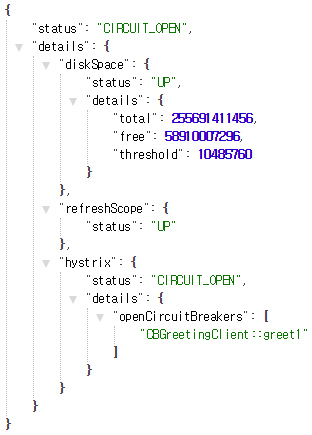 {
"status": "CIRCUIT_OPEN",
"details": {
"diskSpace": {
"status": "UP",
"details": {
"total": 255691411456,
"free": 58910007296,
"threshold": 10485760
}
},
"refreshScope": {
"status": "UP"
},
"hystrix": {
"status": "CIRCUIT_OPEN",
"details": {
"openCircuitBreakers": [
"CBGreetingClient::greet1"
]
}
}
}
}